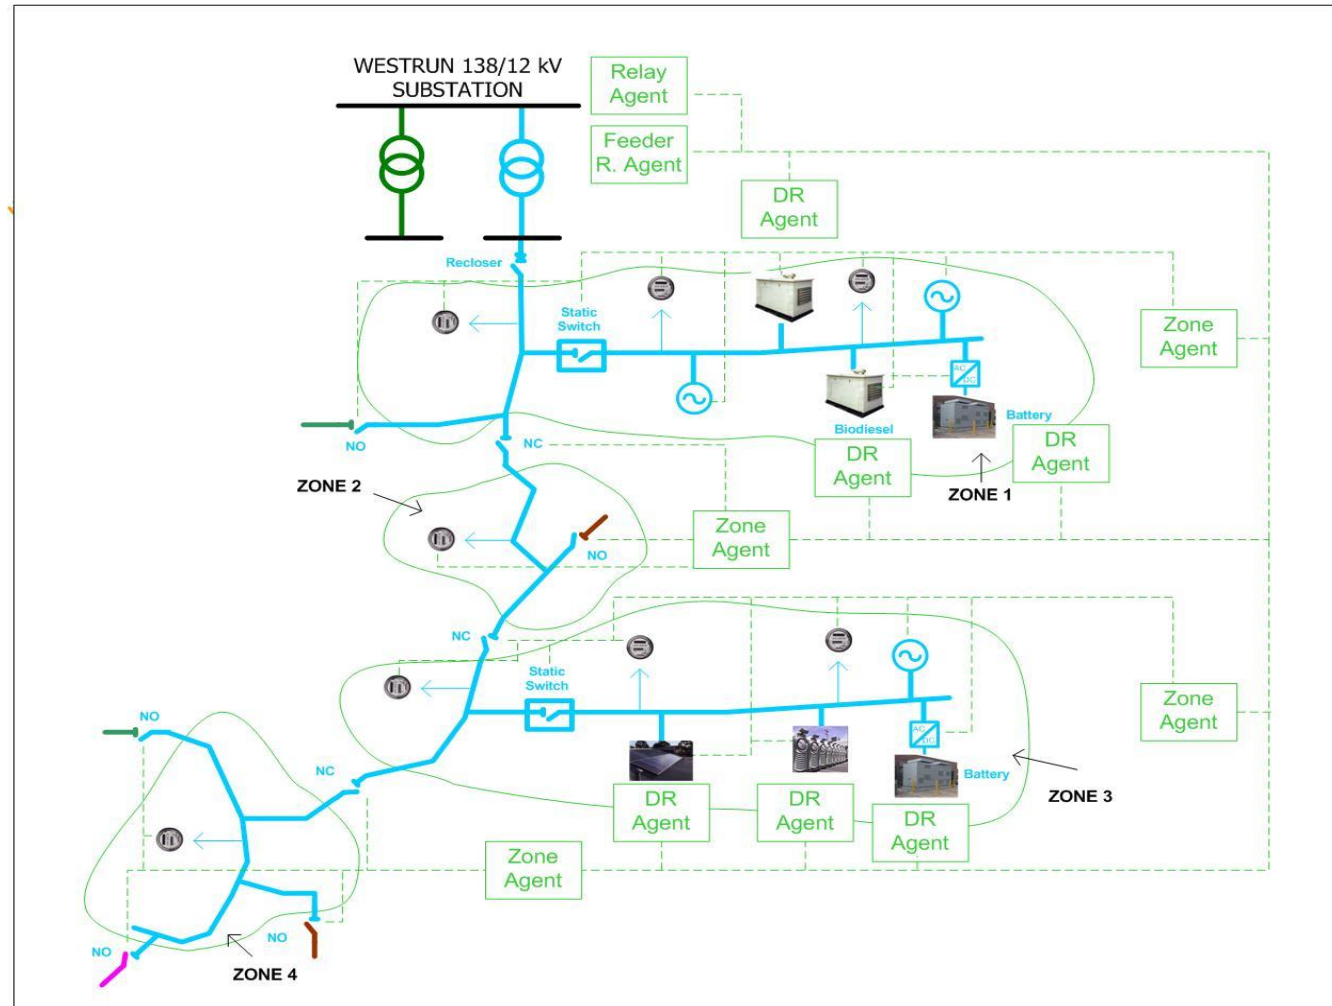 WESTRUN 138/12 kV
SUBSTATION
Relay
Agent
Feeder
R. Agent
DR
Agent
Recloser
Static
Switch
Zone
Agent
AC
DC
Battery
Biodiesel
NO
NC
DR
Agent
DR
Agent
ZONE 1
ZONE 2
Zone
Agent
NO
NC
Static
Switch
Zone
Agent
AC
DC
Battery
ZONE 3
NO
NC
DR
Agent
DR
Agent
DR
Agent
Zone
Agent
NO
NO
ZONE 4